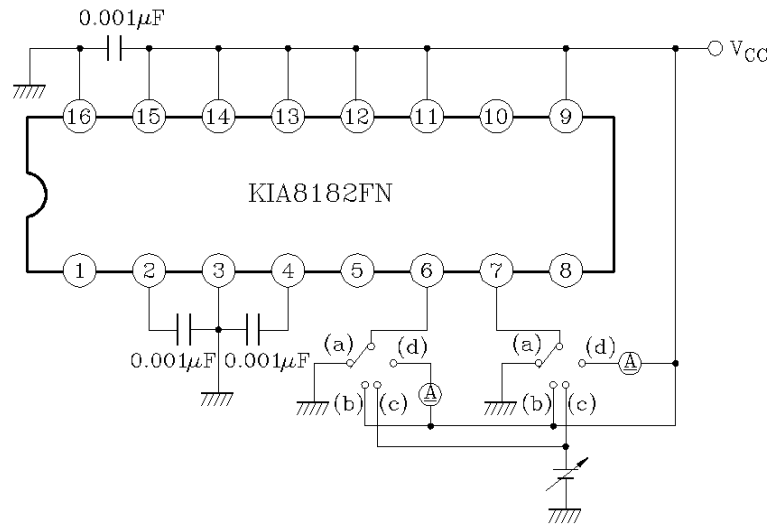 0.001µF
V_CC
16 15 14 13 12 11 10 9
KIA8182FN
1 2 3 4 5 6 7 8
0.001µF 0.001µF
(a) (d) (a) (d)
A
A
(b) (c) (b) (c)